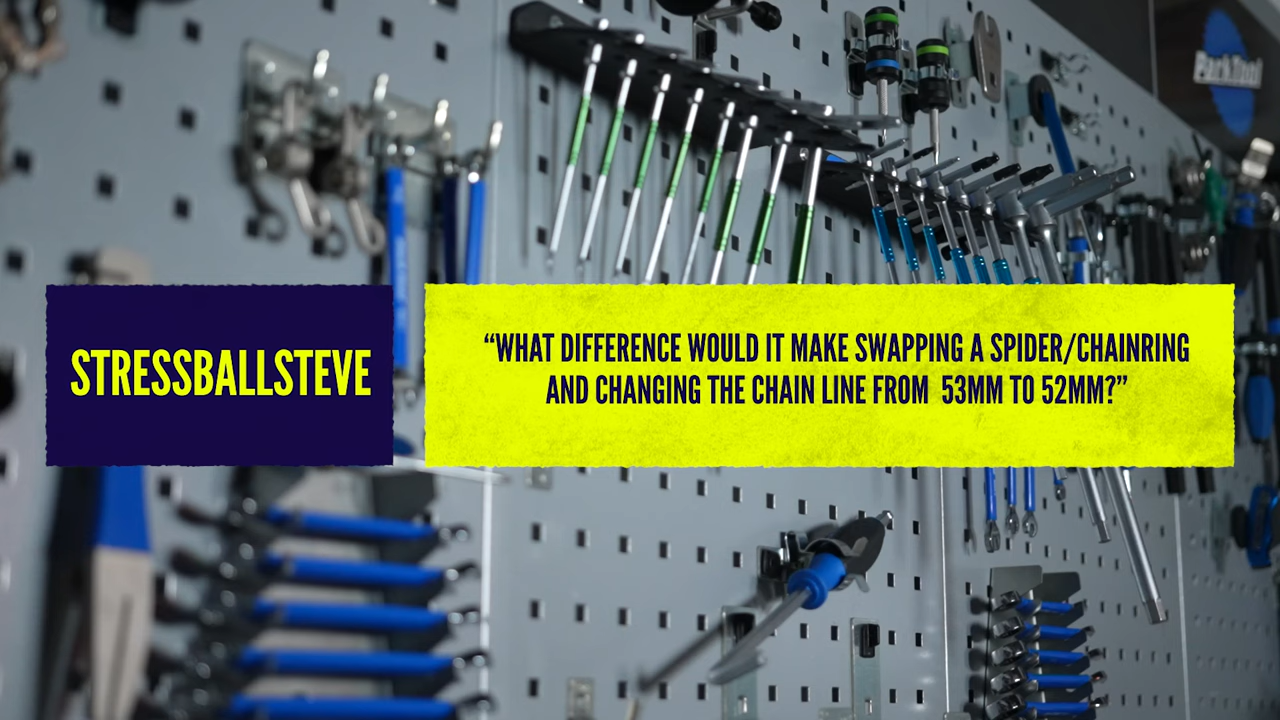 ParkTool
STRESSBALLSTEVE
“WHAT DIFFERENCE WOULD IT MAKE SWAPPING A SPIDER/CHAINRING
AND CHANGING THE CHAIN LINE FROM  53MM TO 52MM?”